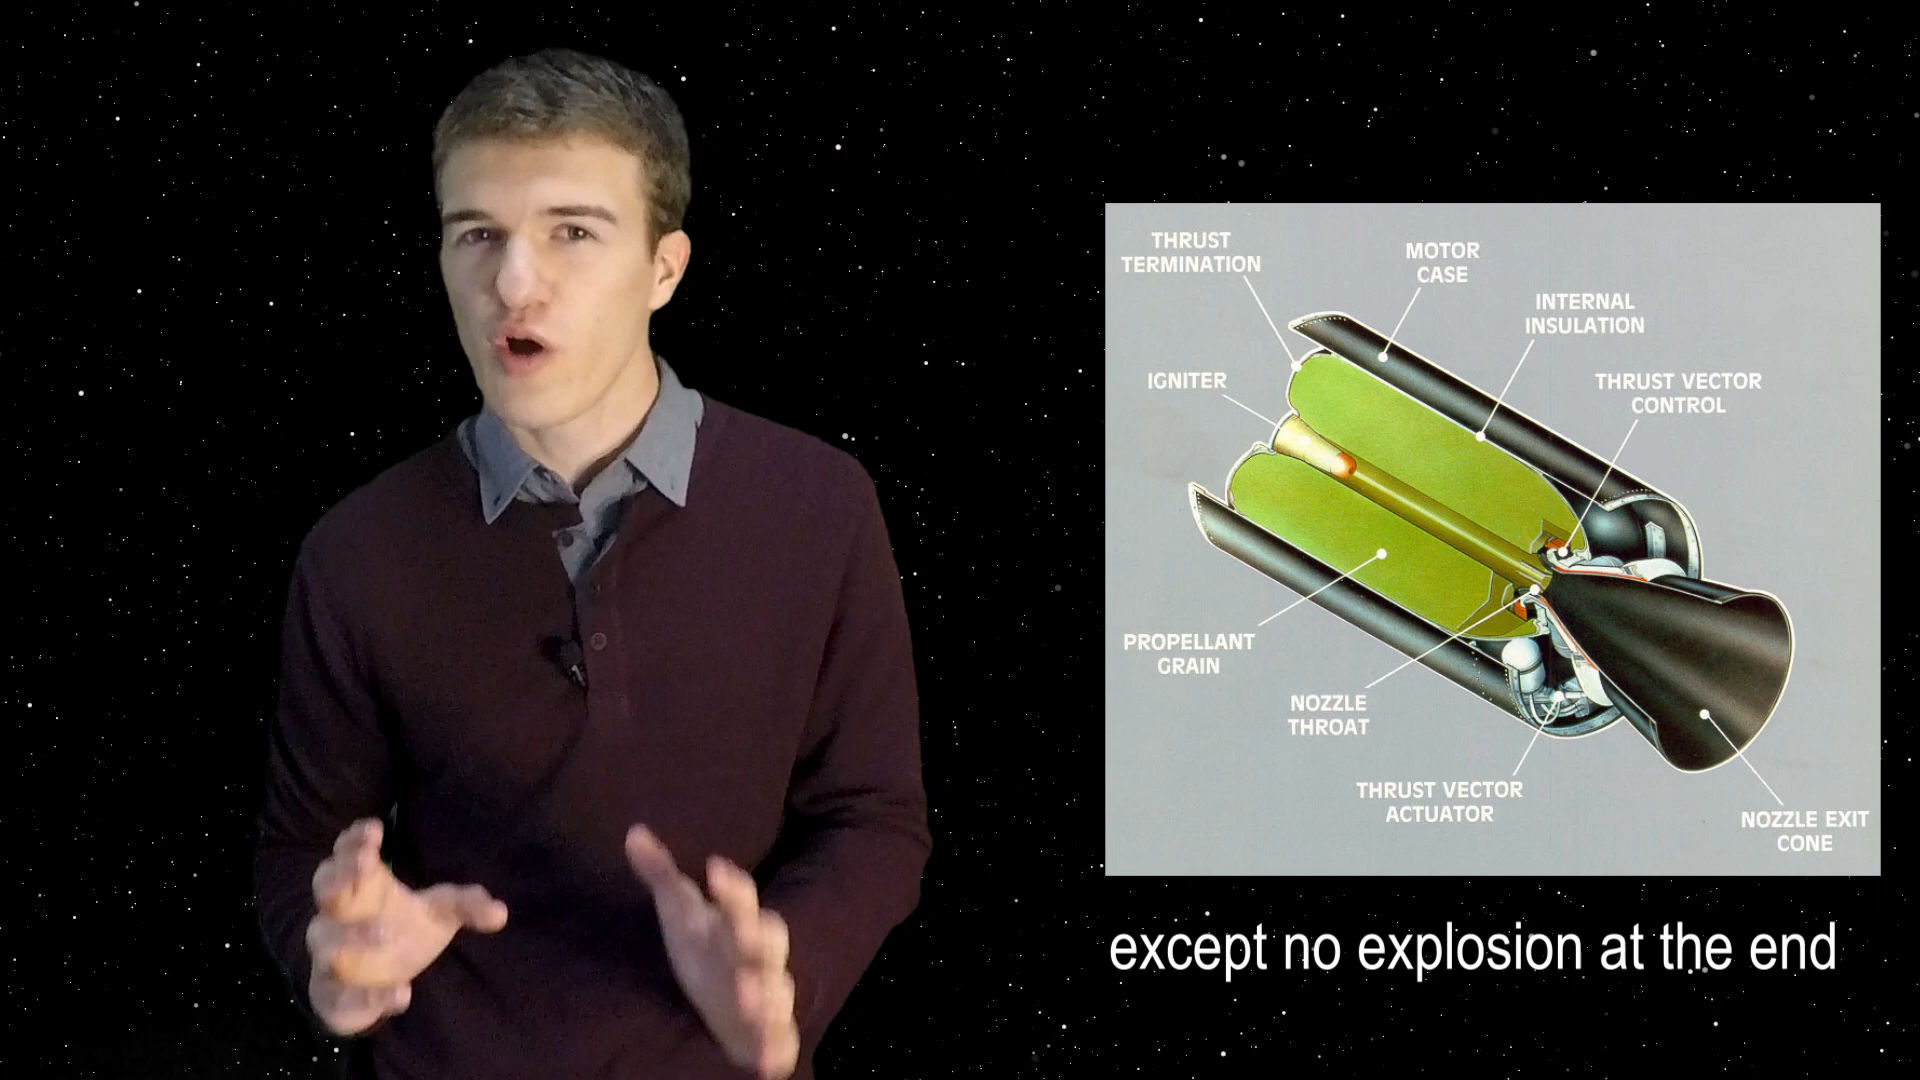 THRUST
TERMINATION
MOTOR
CASE
INTERNAL
INSULATION
IGNITER
THRUST VECTOR
CONTROL
PROPELLANT
GRAIN
NOZZLE
THROAT
THRUST VECTOR
ACTUATOR
NOZZLE EXIT
CONE
except no explosion at the end